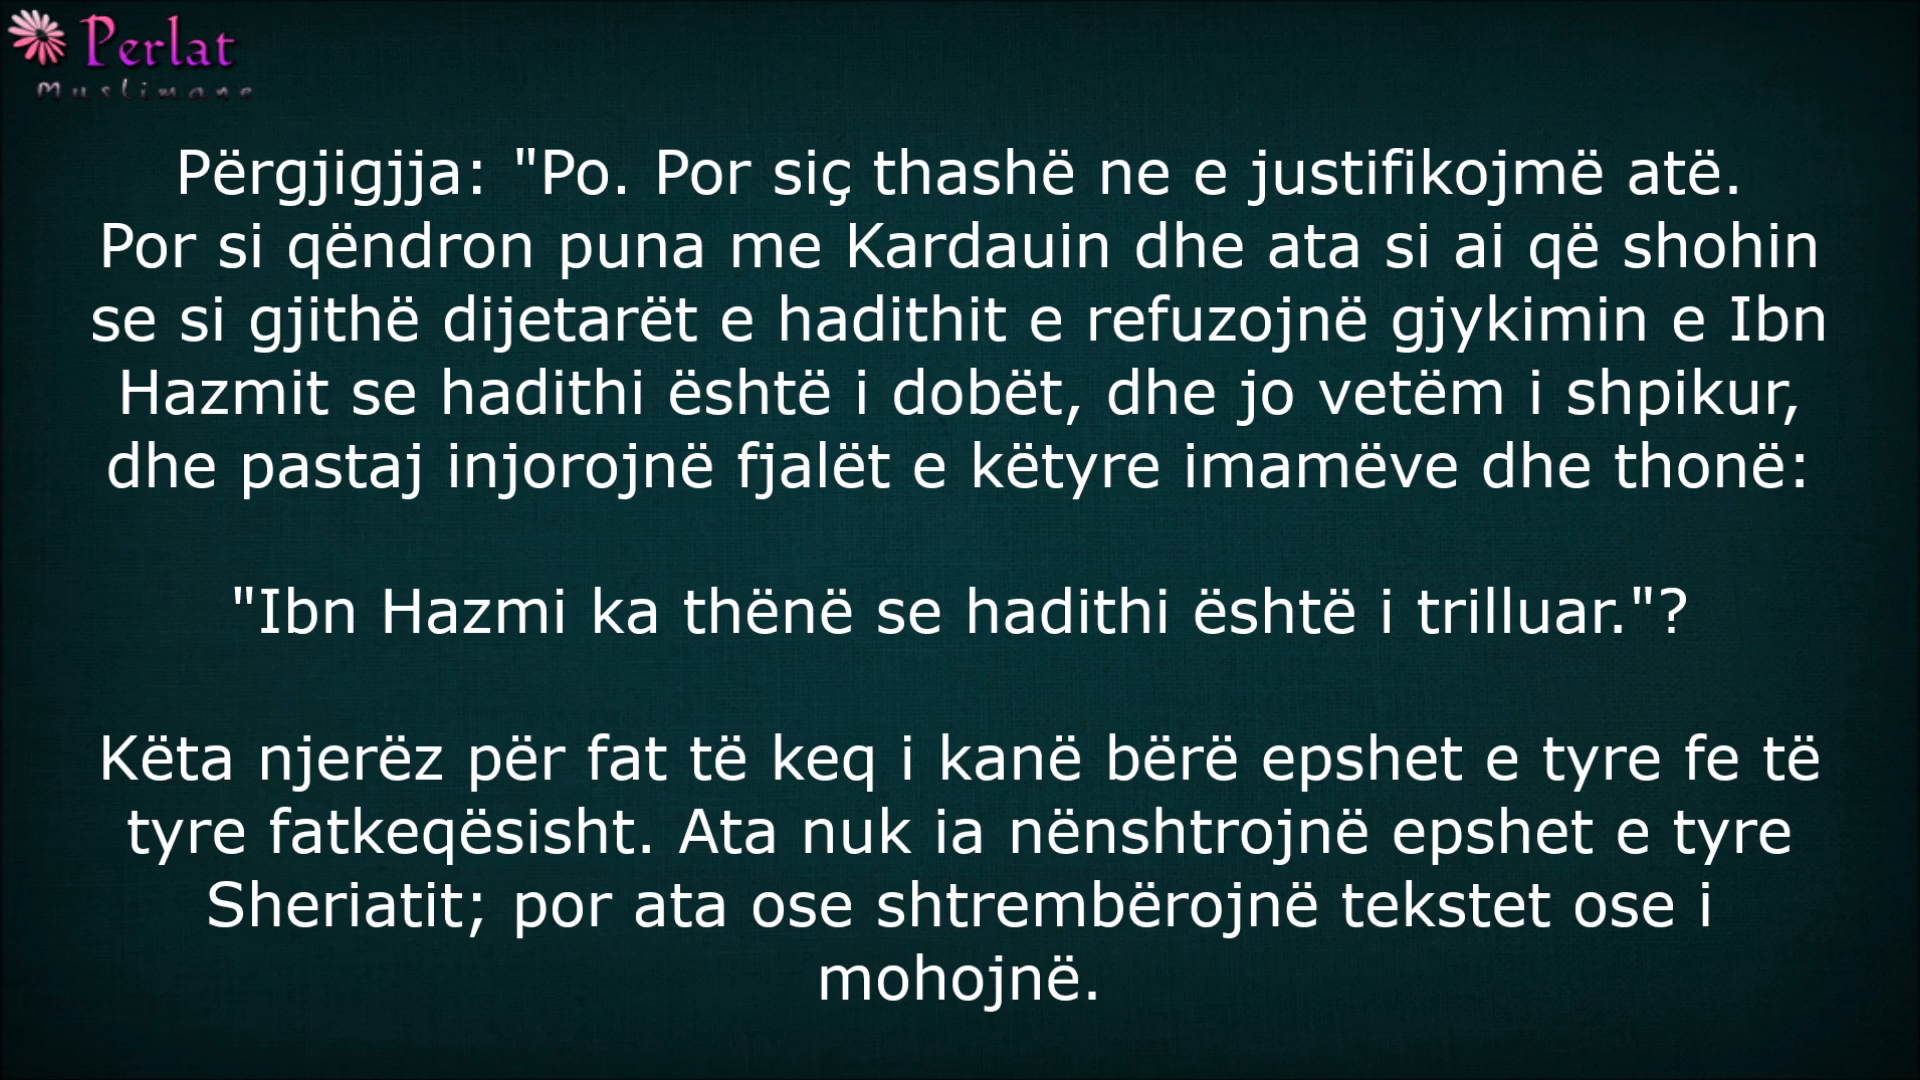 Perlat
Muslimane
Përgjigjja: "Po. Por siç thashë ne e justifikojmë atë.
Por si qëndron puna me Kardauin dhe ata si ai që shohin
se si gjithë dijetarët e hadithit e refuzojnë gjykimin e Ibn
Hazmit se hadithi është i dobët, dhe jo vetëm i shpikur,
dhe pastaj injorojnë fjalët e këtyre imamëve dhe thonë:
"Ibn Hazmi ka thënë se hadithi është i trilluar."?
Këta njerëz për fat të keq i kanë bërë epshet e tyre fe të
tyre fatkeqësisht. Ata nuk ia nënshtrojnë epshet e tyre
Sheriatit; por ata ose shtrembërojnë tekstet ose i
mohojnë.